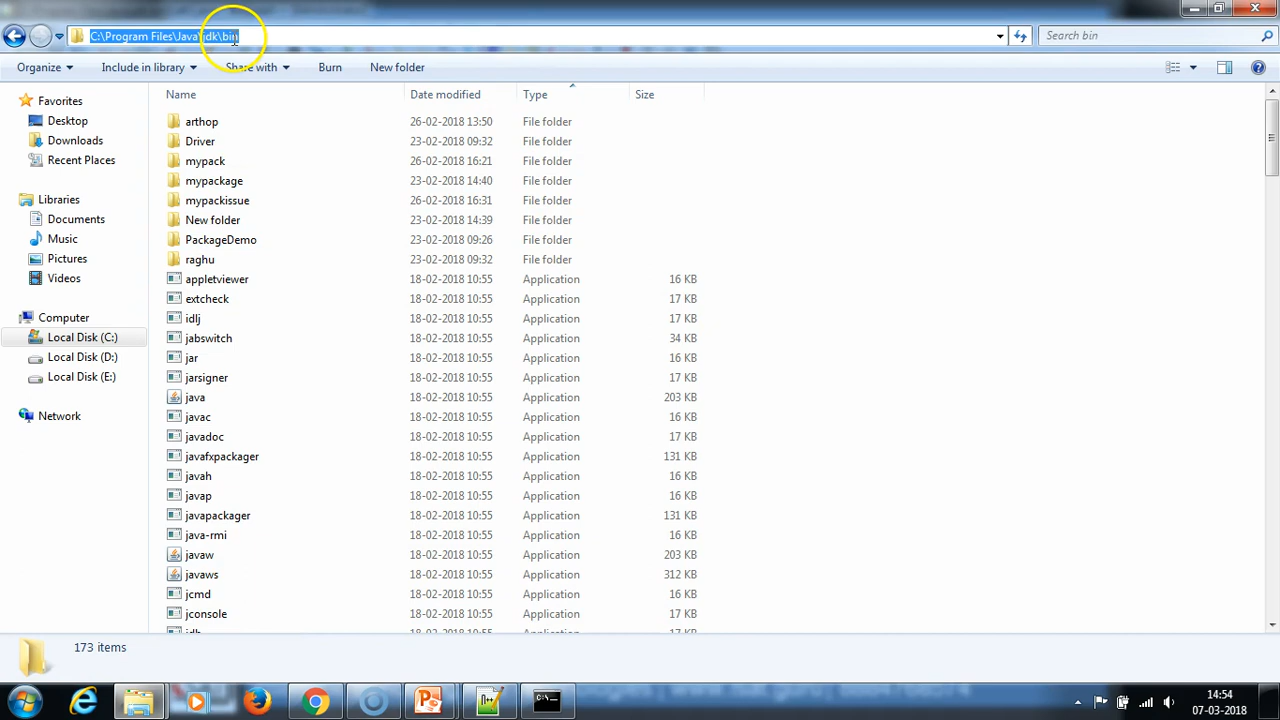 C:\Program Files\Java\jdk\bin
Search bin
Organize
Include in library
Share with
Burn
New folder
Name Date modified Type Size
Favorites
Desktop
Downloads
Recent Places
Libraries
Documents
Music
Pictures
Videos
Computer
Local Disk (C:)
Local Disk (D:)
Local Disk (E:)
Network
arthop 26-02-2018 13:50 File folder
Driver 23-02-2018 09:32 File folder
mypack 26-02-2018 16:21 File folder
mypackage 23-02-2018 14:40 File folder
mypackissue 26-02-2018 16:31 File folder
New folder 23-02-2018 14:39 File folder
PackageDemo 23-02-2018 09:26 File folder
raghu 23-02-2018 09:32 File folder
appletviewer 18-02-2018 10:55 Application 16 KB
extcheck 18-02-2018 10:55 Application 17 KB
idlj 18-02-2018 10:55 Application 17 KB
jabswitch 18-02-2018 10:55 Application 34 KB
jar 18-02-2018 10:55 Application 16 KB
jarsigner 18-02-2018 10:55 Application 17 KB
java 18-02-2018 10:55 Application 203 KB
javac 18-02-2018 10:55 Application 16 KB
javadoc 18-02-2018 10:55 Application 17 KB
javafxpackager 18-02-2018 10:55 Application 131 KB
javah 18-02-2018 10:55 Application 16 KB
javap 18-02-2018 10:55 Application 16 KB
javapackager 18-02-2018 10:55 Application 131 KB
java-rmi 18-02-2018 10:55 Application 16 KB
javaw 18-02-2018 10:55 Application 203 KB
javaws 18-02-2018 10:55 Application 312 KB
jcmd 18-02-2018 10:55 Application 16 KB
jconsole 18-02-2018 10:55 Application 17 KB
jdb 18-02-2018 10:55 Application 17 KB
173 items
14:54
07-03-2018